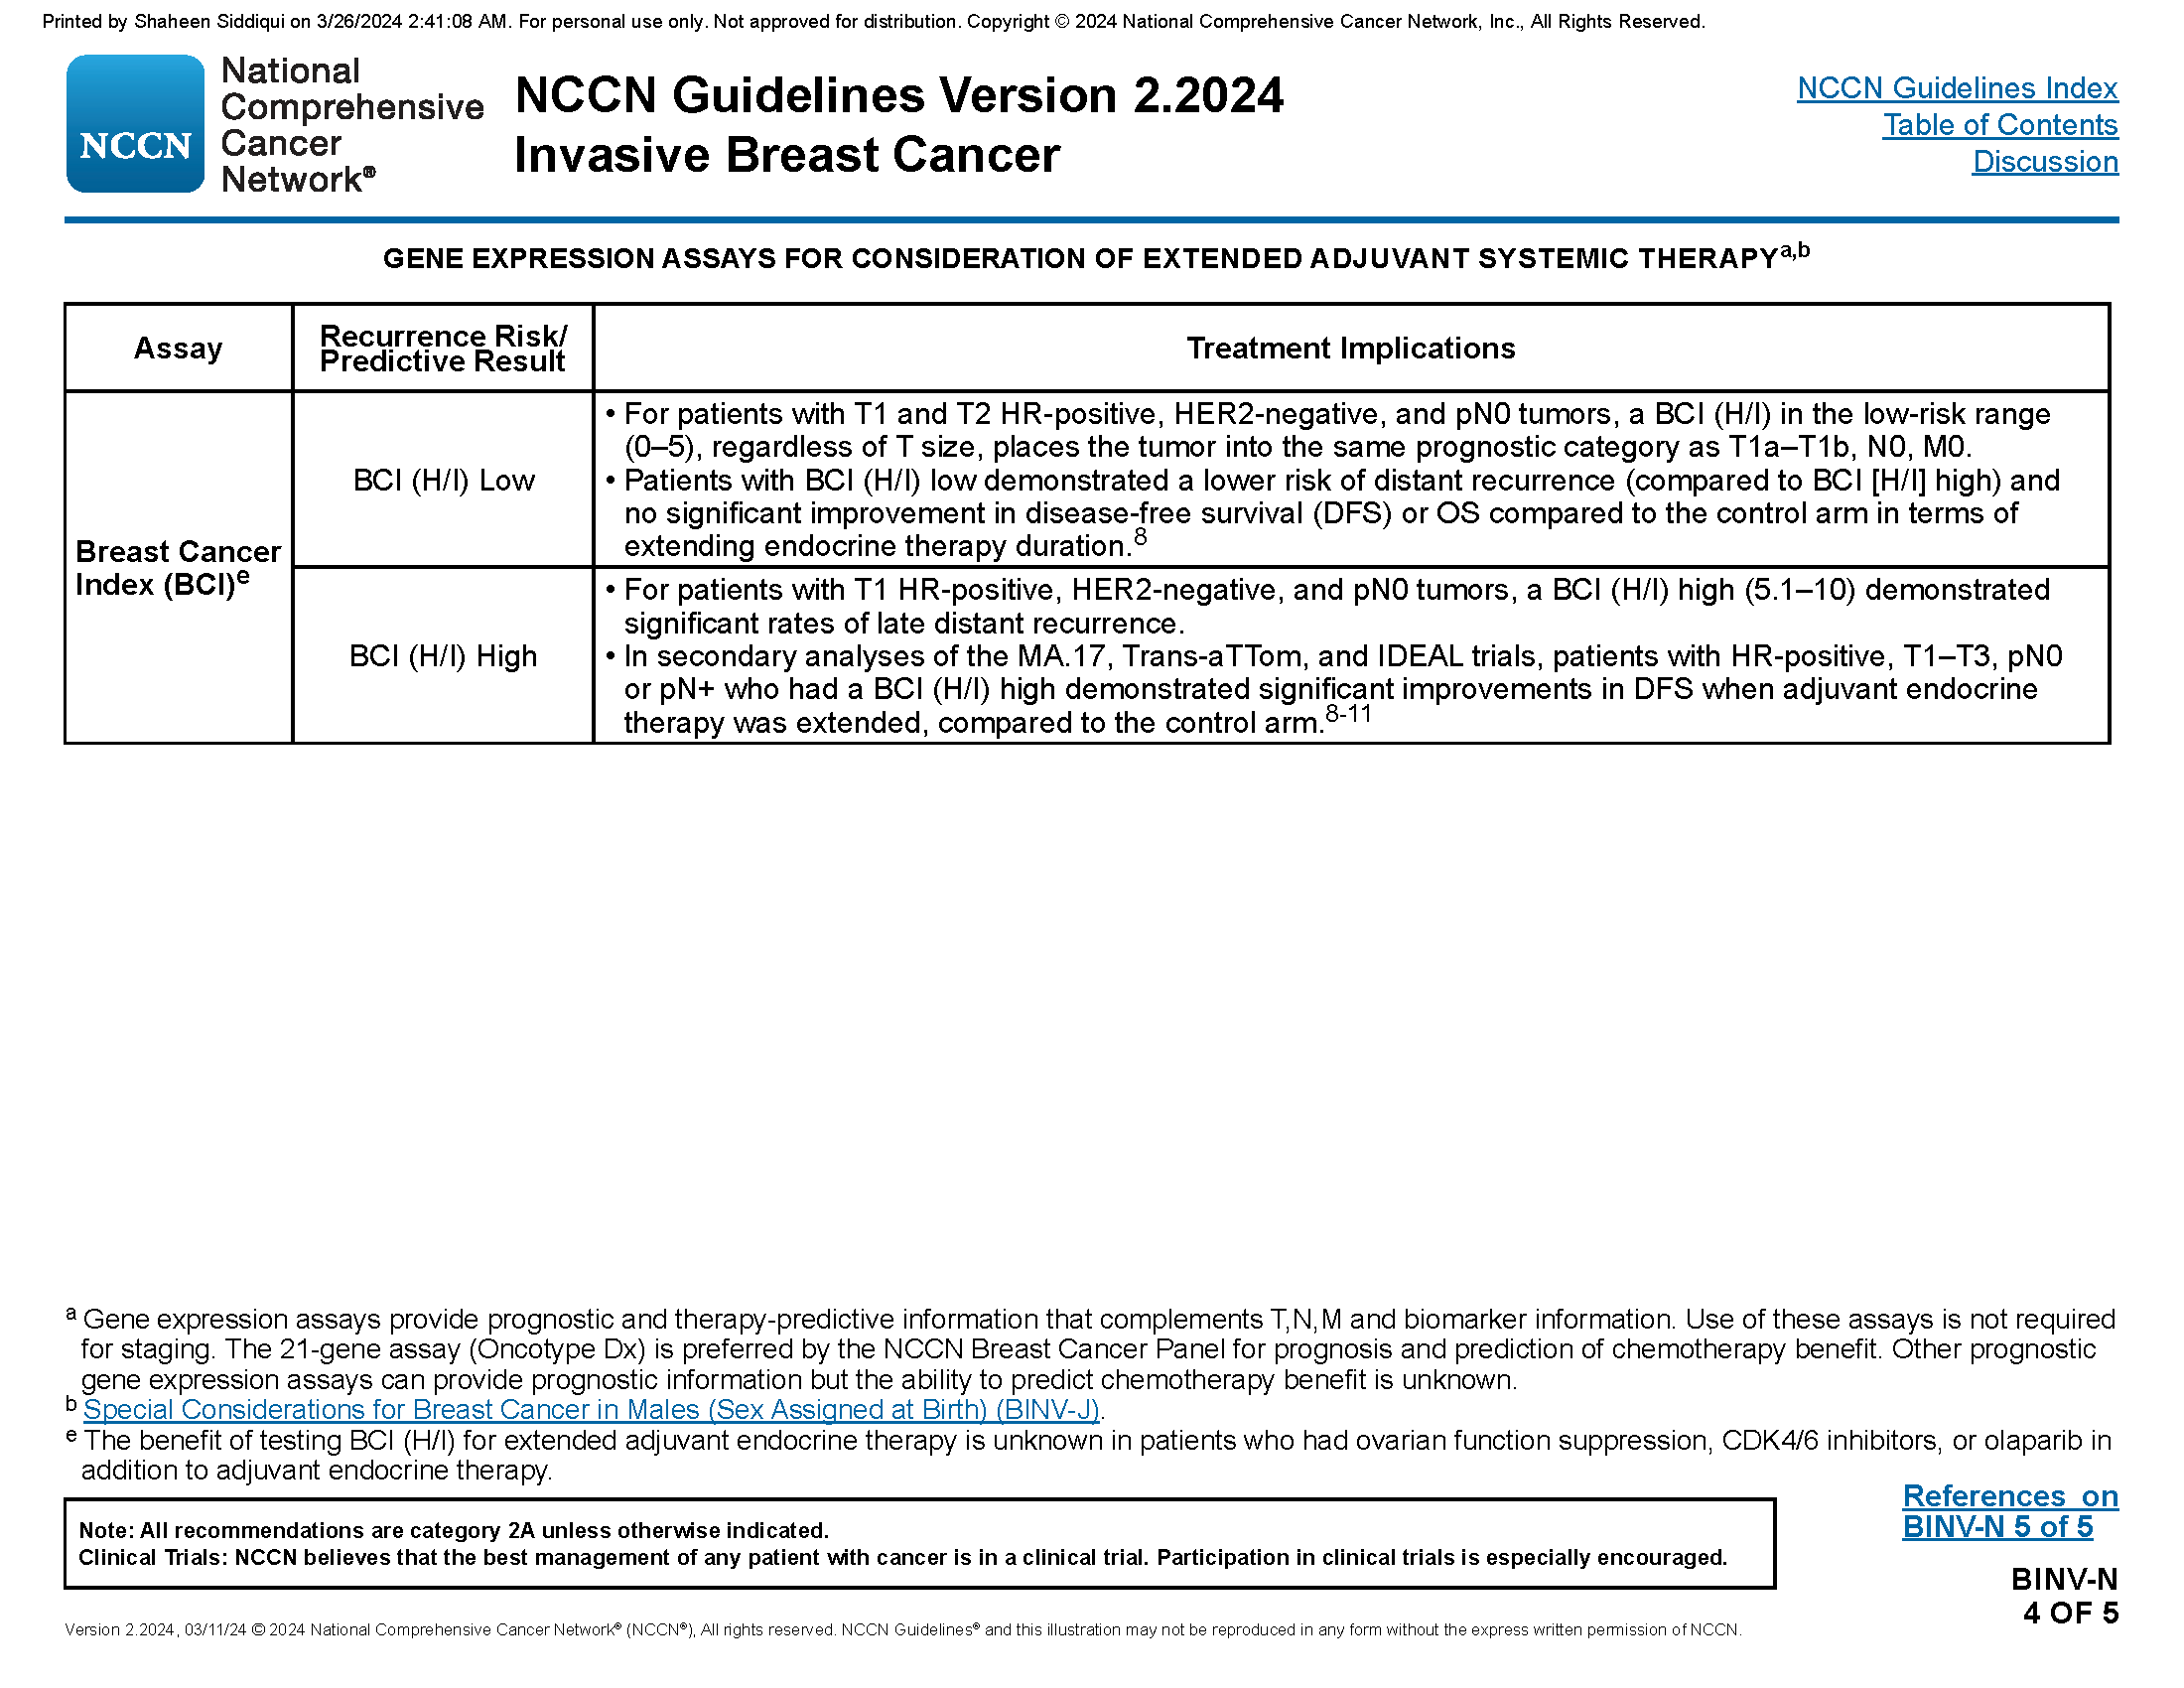 Printed by Shaheen Siddiqui on 3/26/2024 2:41:08 AM. For personal use only. Not approved for distribution. Copyright © 2024 National Comprehensive Cancer Network, Inc., All Rights Reserved.
NCCN
National
Comprehensive
Cancer
Network®
NCCN Guidelines Version 2.2024
Invasive Breast Cancer
NCCN Guidelines Index
Table of Contents
Discussion
GENE EXPRESSION ASSAYS FOR CONSIDERATION OF EXTENDED ADJUVANT SYSTEMIC THERAPYa,b
Assay
Recurrence Risk/
Predictive Result
Treatment Implications
Breast Cancer
Index (BCI)e
BCI (H/I) Low
• For patients with T1 and T2 HR-positive, HER2-negative, and pN0 tumors, a BCI (H/I) in the low-risk range
(0–5), regardless of T size, places the tumor into the same prognostic category as T1a–T1b, N0, M0.
• Patients with BCI (H/I) low demonstrated a lower risk of distant recurrence (compared to BCI [H/I] high) and
no significant improvement in disease-free survival (DFS) or OS compared to the control arm in terms of
extending endocrine therapy duration.8
BCI (H/I) High
• For patients with T1 HR-positive, HER2-negative, and pN0 tumors, a BCI (H/I) high (5.1–10) demonstrated
significant rates of late distant recurrence.
• In secondary analyses of the MA.17, Trans-aTTom, and IDEAL trials, patients with HR-positive, T1–T3, pN0
or pN+ who had a BCI (H/I) high demonstrated significant improvements in DFS when adjuvant endocrine
therapy was extended, compared to the control arm.8-11
a Gene expression assays provide prognostic and therapy-predictive information that complements T,N,M and biomarker information. Use of these assays is not required
for staging. The 21-gene assay (Oncotype Dx) is preferred by the NCCN Breast Cancer Panel for prognosis and prediction of chemotherapy benefit. Other prognostic
gene expression assays can provide prognostic information but the ability to predict chemotherapy benefit is unknown.
b Special Considerations for Breast Cancer in Males (Sex Assigned at Birth) (BINV-J).
e The benefit of testing BCI (H/I) for extended adjuvant endocrine therapy is unknown in patients who had ovarian function suppression, CDK4/6 inhibitors, or olaparib in
addition to adjuvant endocrine therapy.
References on
BINV-N 5 of 5
Note: All recommendations are category 2A unless otherwise indicated.
Clinical Trials: NCCN believes that the best management of any patient with cancer is in a clinical trial. Participation in clinical trials is especially encouraged.
BINV-N
4 OF 5
Version 2.2024, 03/11/24 © 2024 National Comprehensive Cancer Network® (NCCN®), All rights reserved. NCCN Guidelines® and this illustration may not be reproduced in any form without the express written permission of NCCN.